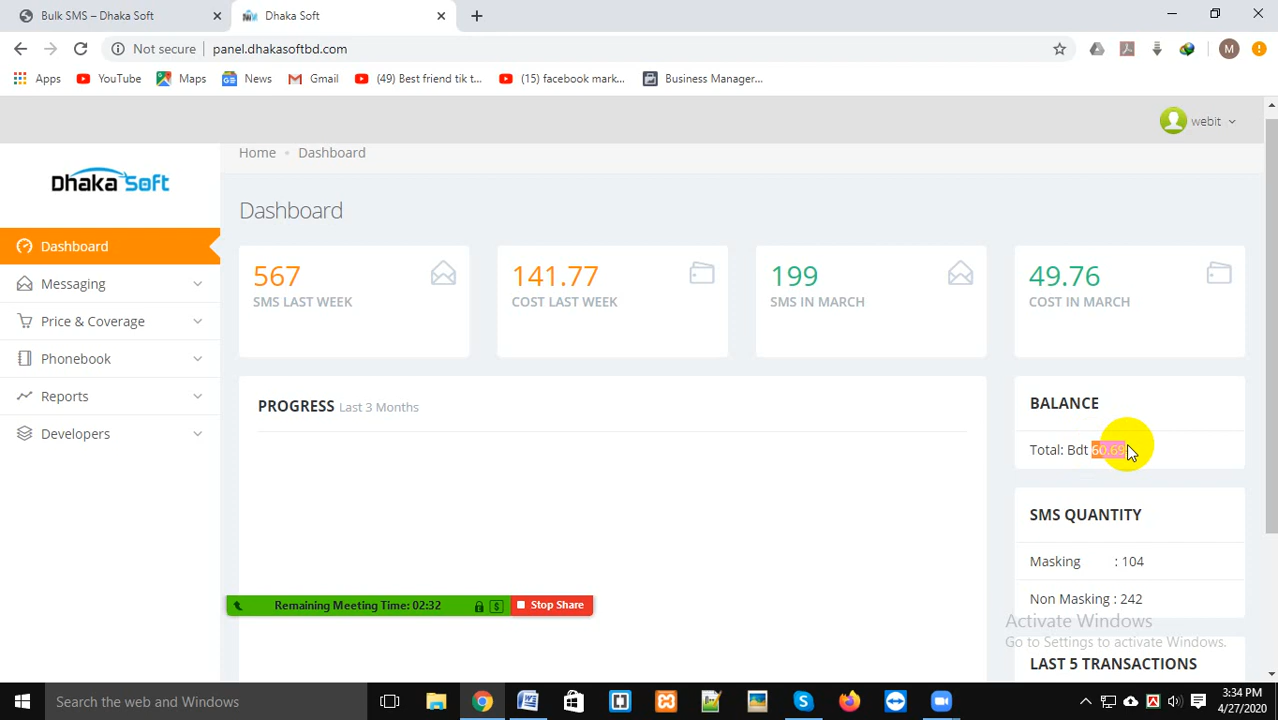 Bulk SMS – Dhaka Soft
Dhaka Soft
Not secure
panel.dhakasoftbd.com
M
Apps
YouTube
Maps
News
Gmail
(49) Best friend tik t...
(15) facebook mark...
Business Manager...
webit
Dhaka Soft
Home
Dashboard
Dashboard
Messaging
Price & Coverage
Phonebook
Reports
Developers
Dashboard
567
SMS LAST WEEK
141.77
COST LAST WEEK
199
SMS IN MARCH
49.76
COST IN MARCH
PROGRESS Last 3 Months
BALANCE
Total: Bdt 60.69
SMS QUANTITY
Masking : 104
Non Masking : 242
LAST 5 TRANSACTIONS
Activate Windows
Go to Settings to activate Windows.
Remaining Meeting Time: 02:32
Stop Share
Search the web and Windows
3:34 PM
4/27/2020